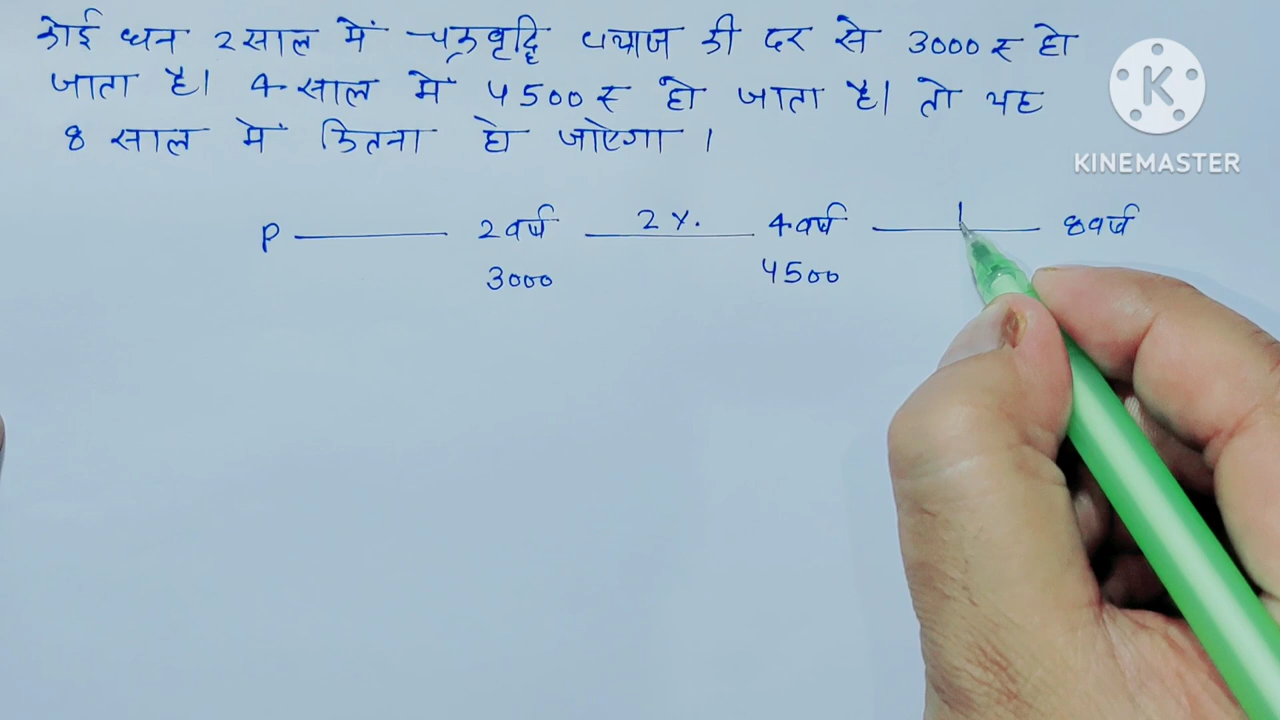 कोई धन 2 साल में चक्रवृद्धि ब्याज की दर से 3000 रु हो
जाता है। 4 साल में 4500 रु हो जाता है। तो यह
8 साल में कितना हो जाएगा।
K
KINEMASTER
P 2 वर्ष 2 Y. 4 वर्ष 8 वर्ष
3000 4500